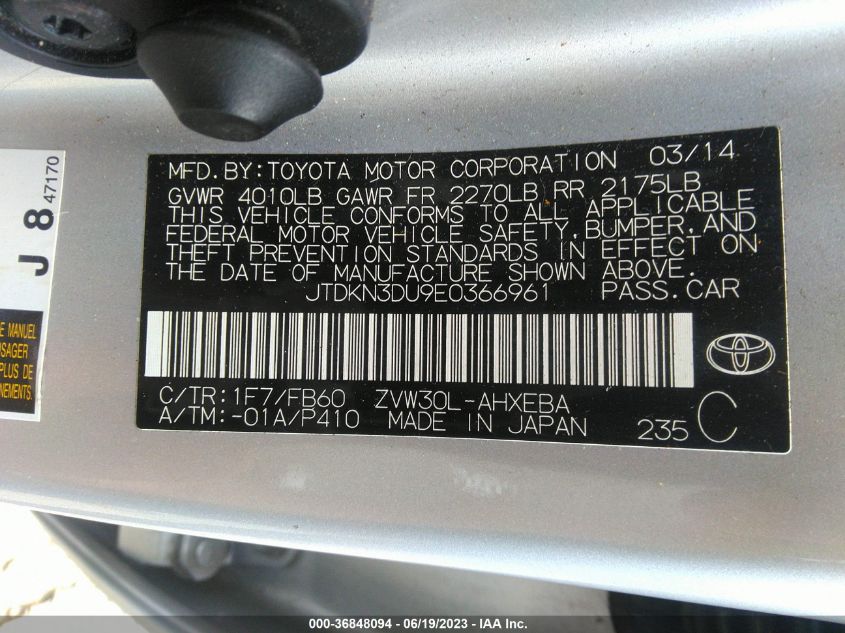 J 8 47170
E MANUEL
USAGER
PLUS DE
NEMENTS.
MFD.BY:TOYOTA MOTOR CORPORATION 03/14
GVWR 4010LB GAWR FR 2270LB RR 2175LB
THIS VEHICLE CONFORMS TO ALL APPLICABLE
FEDERAL MOTOR VEHICLE SAFETY,BUMPER,AND
THEFT PREVENTION STANDARDS IN EFFECT ON
THE DATE OF MANUFACTURE SHOWN ABOVE.
JTDKN3DU9E0366961 PASS.CAR
C/TR:1F7/FB60 ZVW30L-AHXEBA
A/TM:-01A/P410 MADE IN JAPAN 235 C
000-36848094 - 06/19/2023 - IAA Inc.